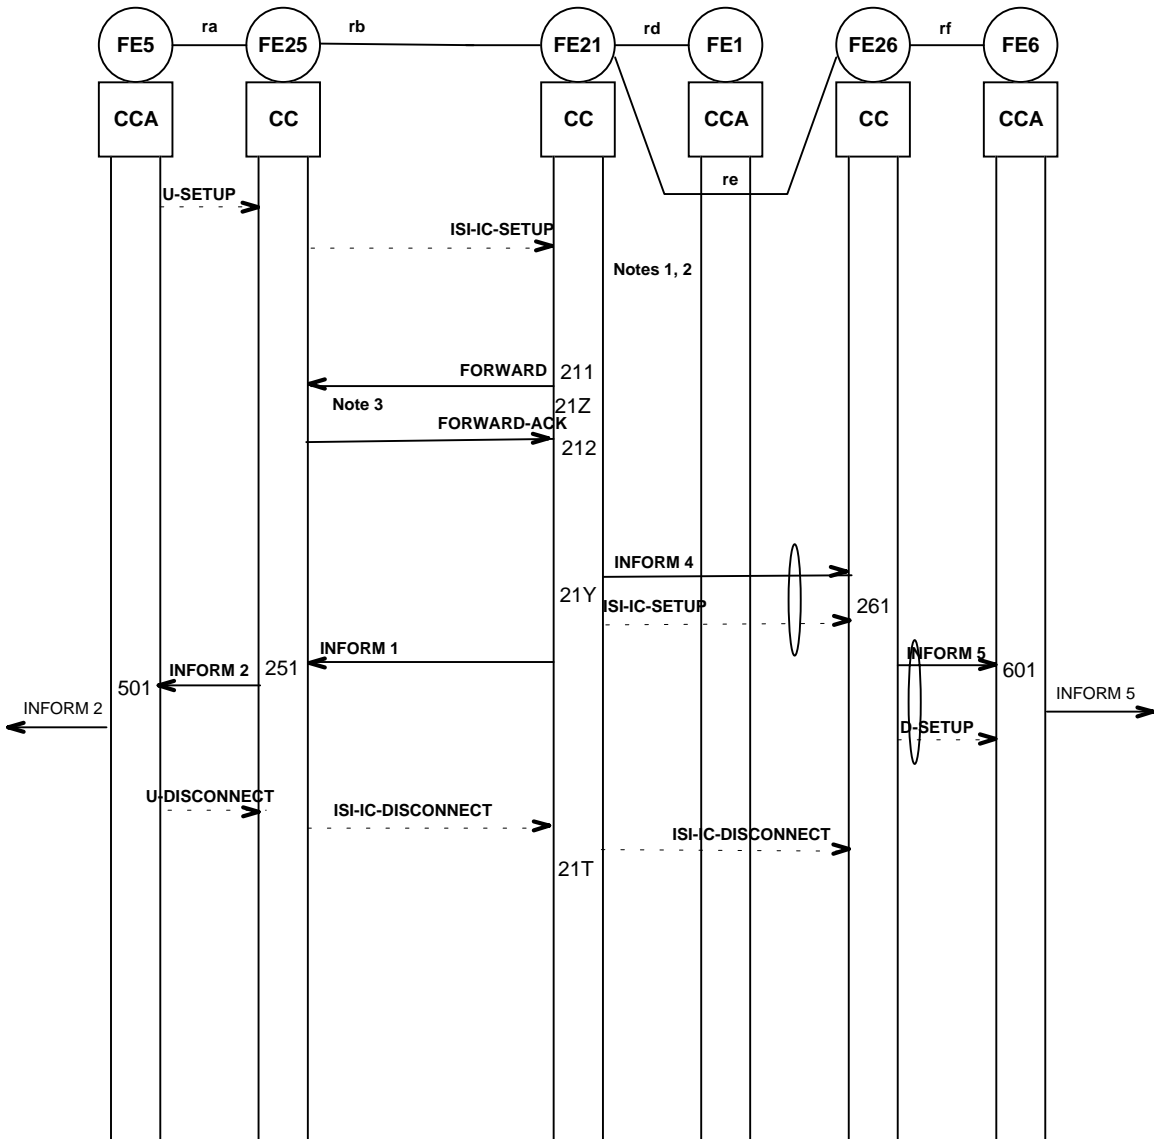 ra
rb
rd
rf
FE5
FE25
FE21
FE1
FE26
FE6
CCA
CC
CC
CCA
CC
CCA
re
U-SETUP
ISI-IC-SETUP
Notes 1, 2
FORWARD
211
Note 3
21Z
FORWARD-ACK
212
INFORM 4
21Y
ISI-IC-SETUP
261
INFORM 1
INFORM 5
INFORM 2
251
601
501
INFORM 2
INFORM 5
D-SETUP
U-DISCONNECT
ISI-IC-DISCONNECT
ISI-IC-DISCONNECT
21T